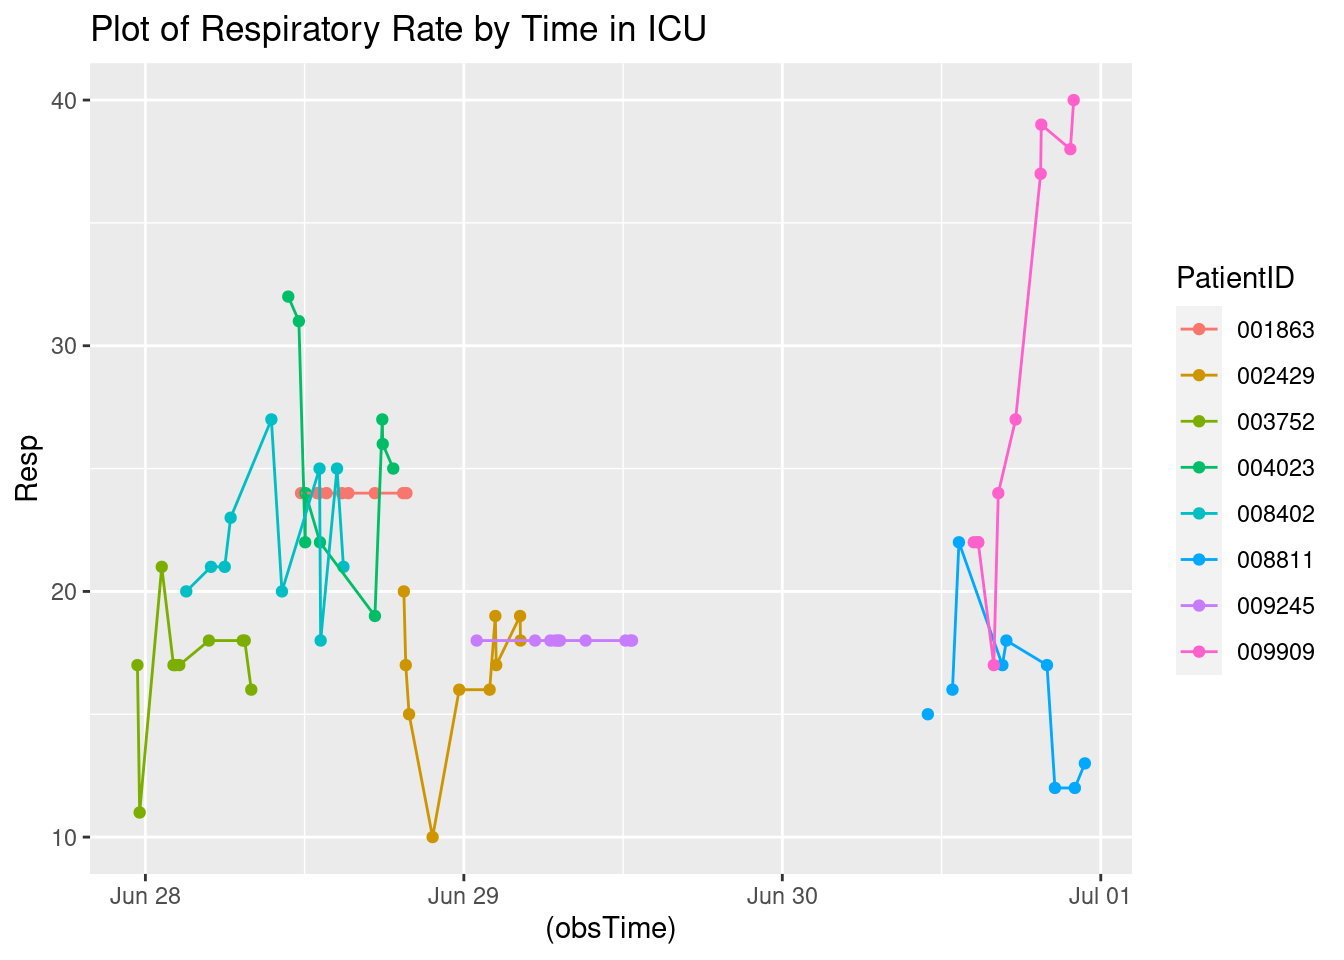 Plot of Respiratory Rate by Time in ICU
40
30
20
10
Resp
Jun 28
Jun 29
Jun 30
Jul 01
(obsTime)
PatientID
001863
002429
003752
004023
008402
008811
009245
009909